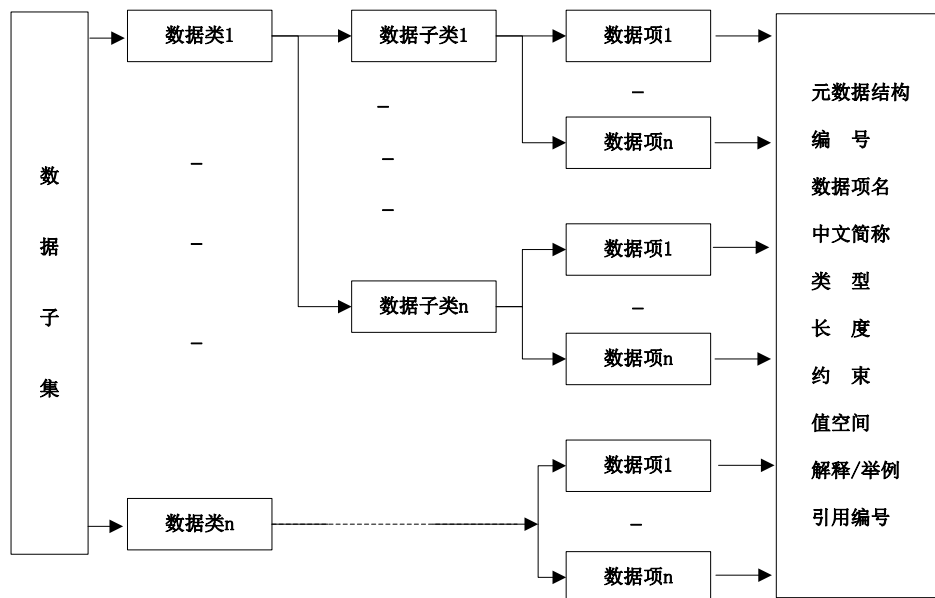 数据子集
数据类1
数据子类1
数据项1
数据项n
数据子类n
数据项1
数据项n
数据类n
数据项1
数据项n
元数据结构
编 号
数据项名
中文简称
类 型
长 度
约 束
值空间
解释/举例
引用编号